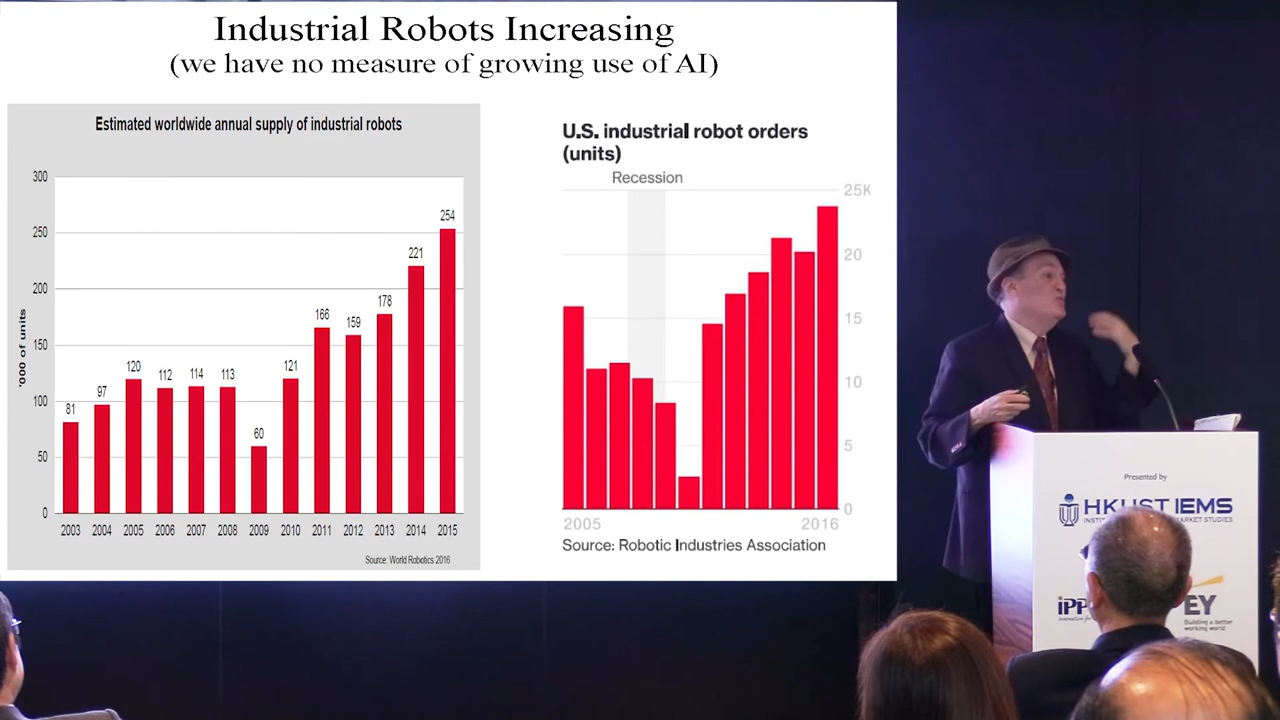 Industrial Robots Increasing
(we have no measure of growing use of AI)
Estimated worldwide annual supply of industrial robots
'000 of units
300
250
200
150
100
50
0
81
97
120
112
114
113
60
121
166
159
178
221
254
2003 2004 2005 2006 2007 2008 2009 2010 2011 2012 2013 2014 2015
Source: World Robotics 2016
U.S. industrial robot orders
(units)
Recession
25K
20
15
10
5
0
2005 2016
Source: Robotic Industries Association
Presented by
HKUST IEMS
MARKET STUDIES
EY
Building a better
working world